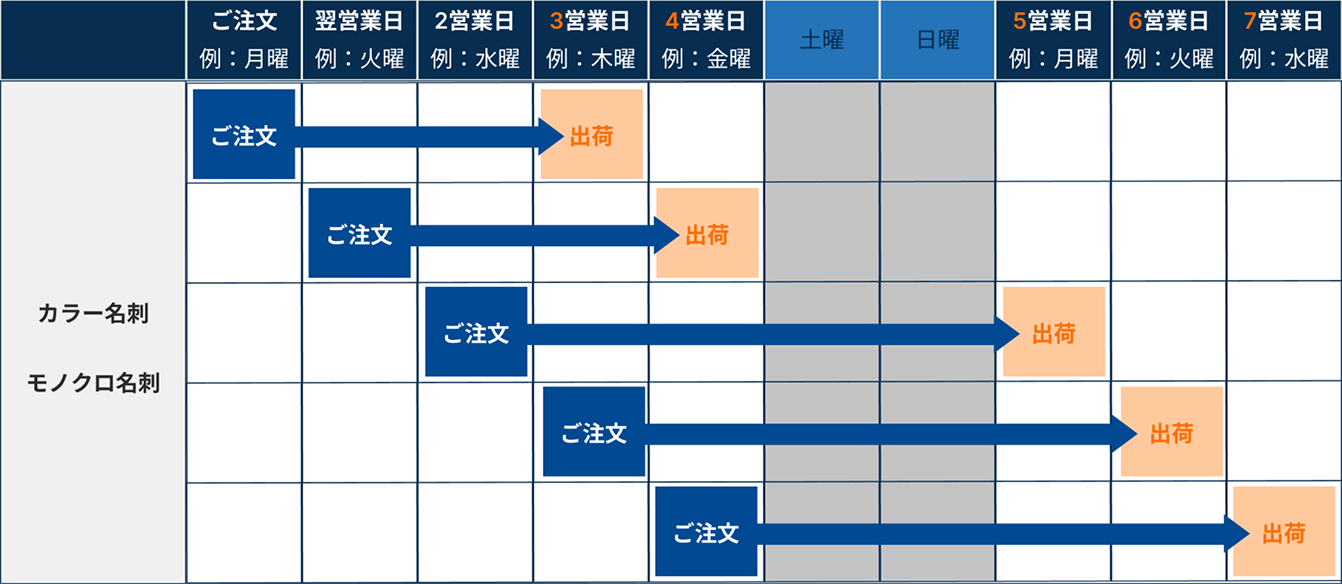 ご注文 翌営業日 2営業日 3営業日 4営業日 土曜 日曜 5営業日 6営業日 7営業日
例：月曜 例：火曜 例：水曜 例：木曜 例：金曜 例：月曜 例：火曜 例：水曜
ご注文 出荷
ご注文 出荷
カラー名刺
ご注文 出荷
モノクロ名刺
ご注文 出荷
ご注文 出荷